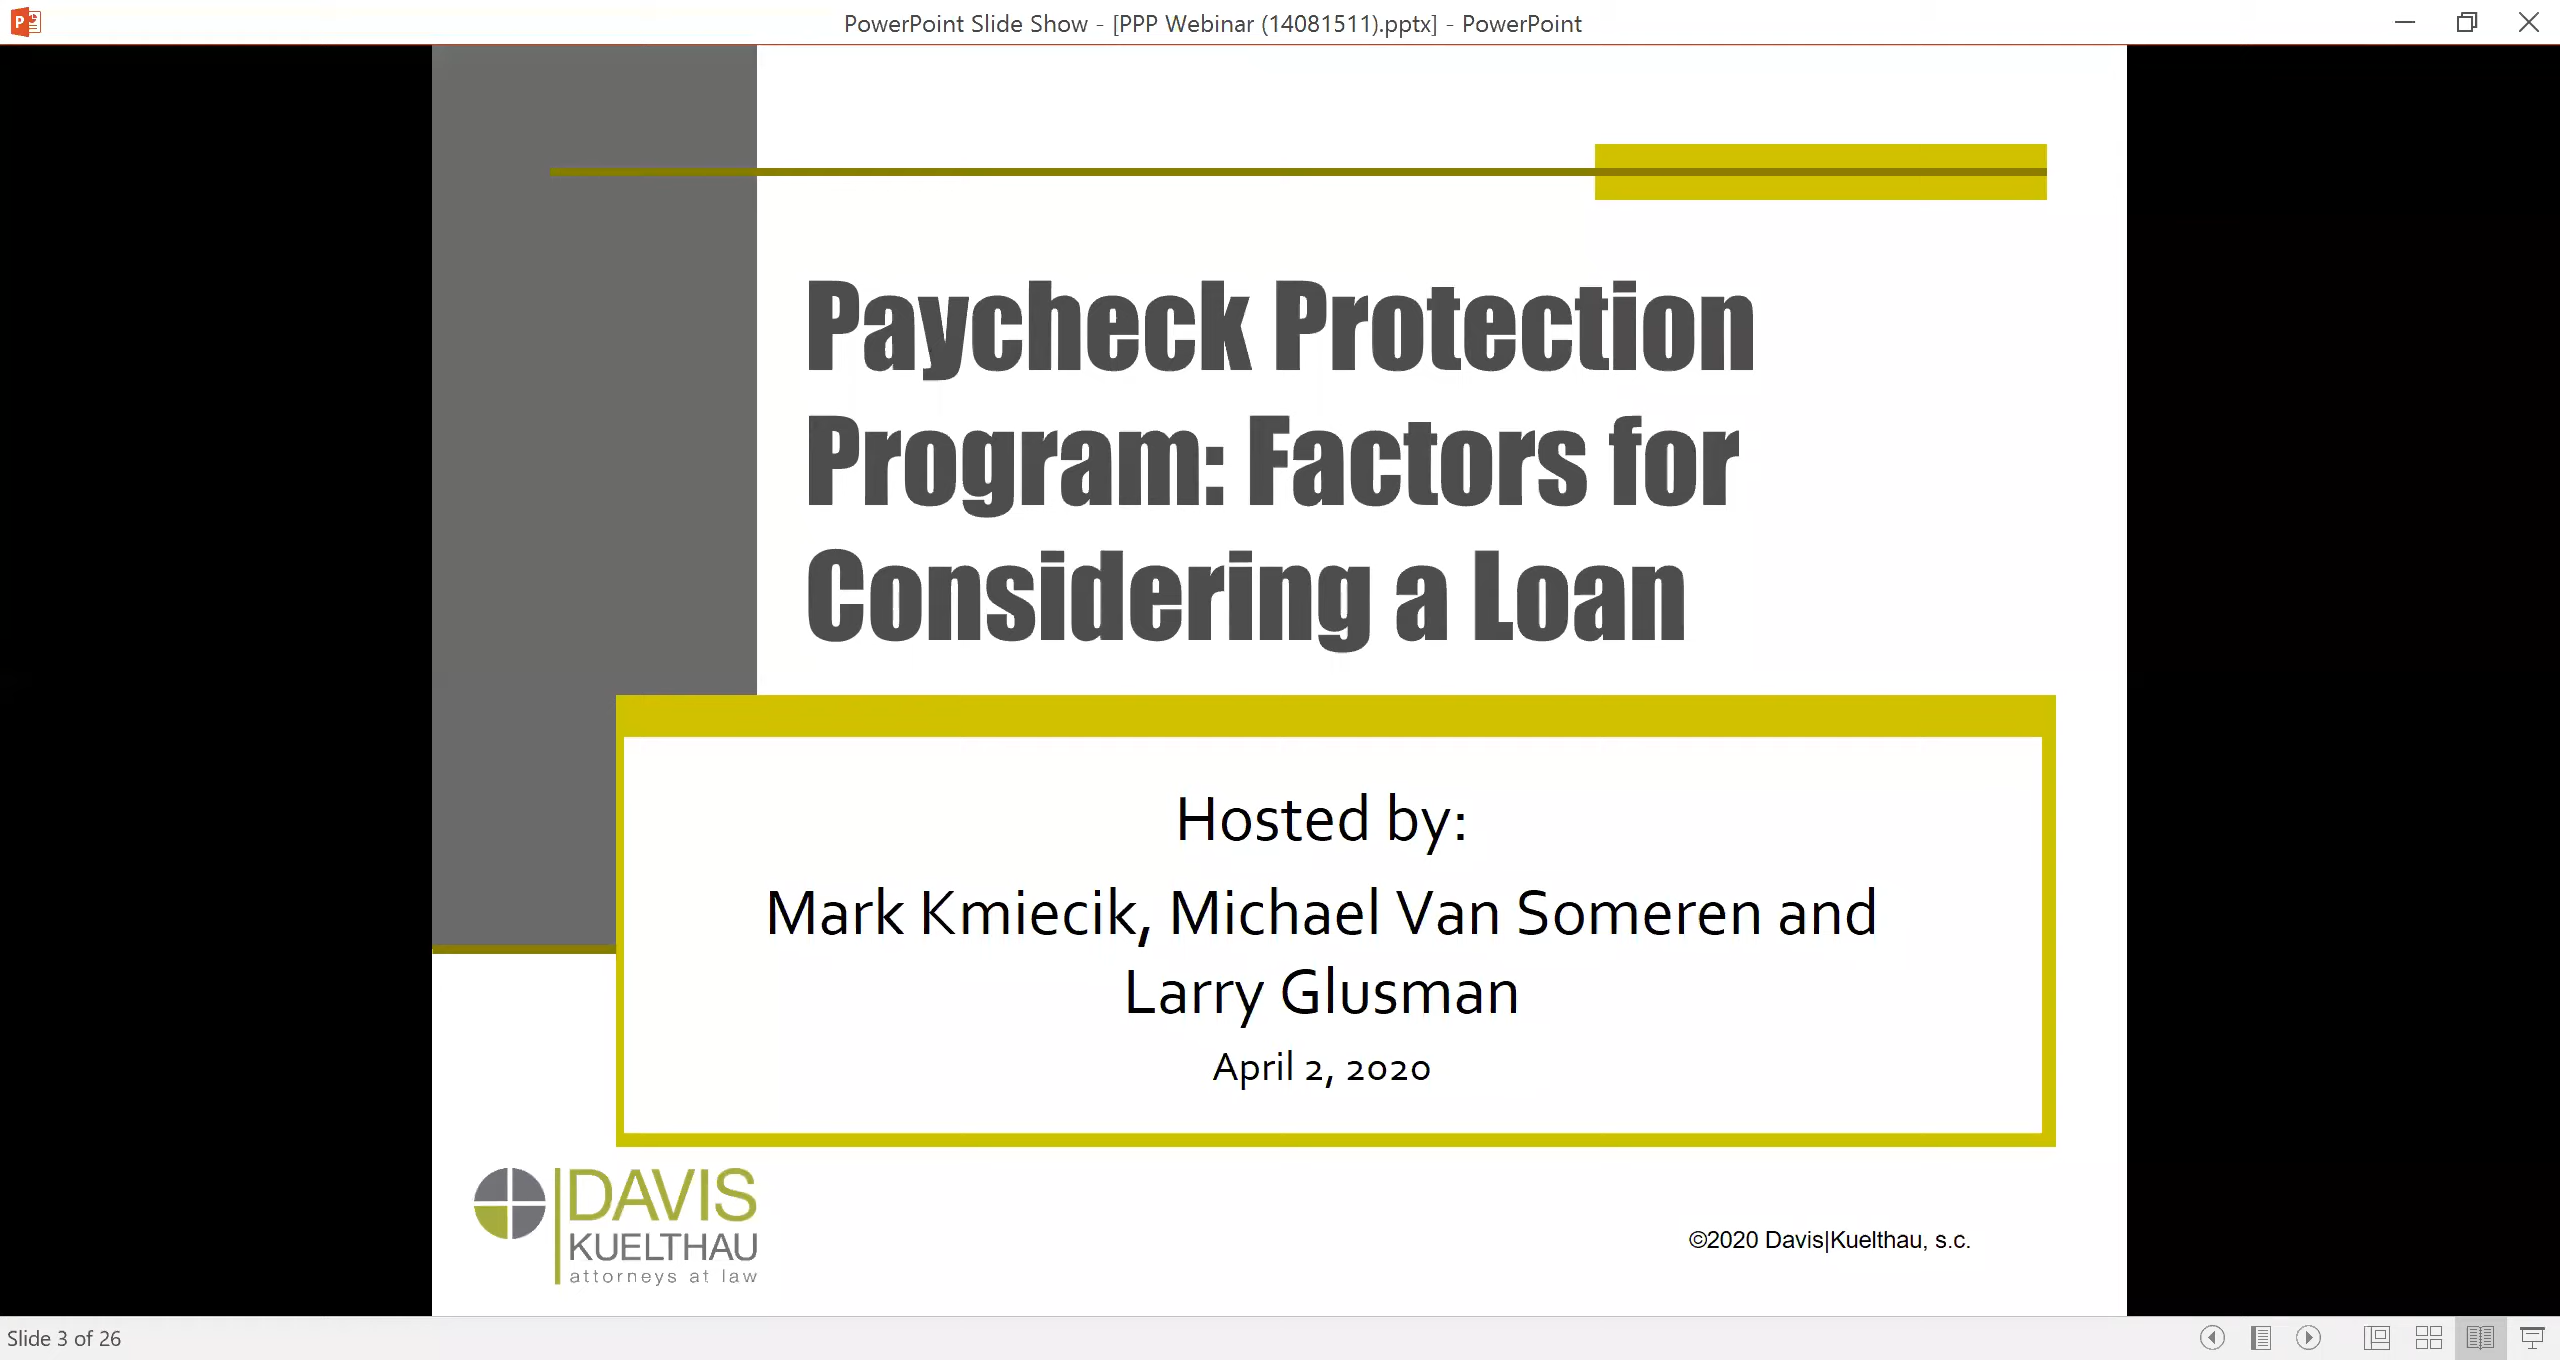 PowerPoint Slide Show - [PPP Webinar (14081511).pptx] - PowerPoint
Paycheck Protection
Program: Factors for
Considering a Loan
Hosted by:
Mark Kmiecik, Michael Van Someren and
Larry Glusman
April 2, 2020
DAVIS
KUELTHAU
attorneys at law
©2020 Davis|Kuelthau, s.c.
Slide 3 of 26